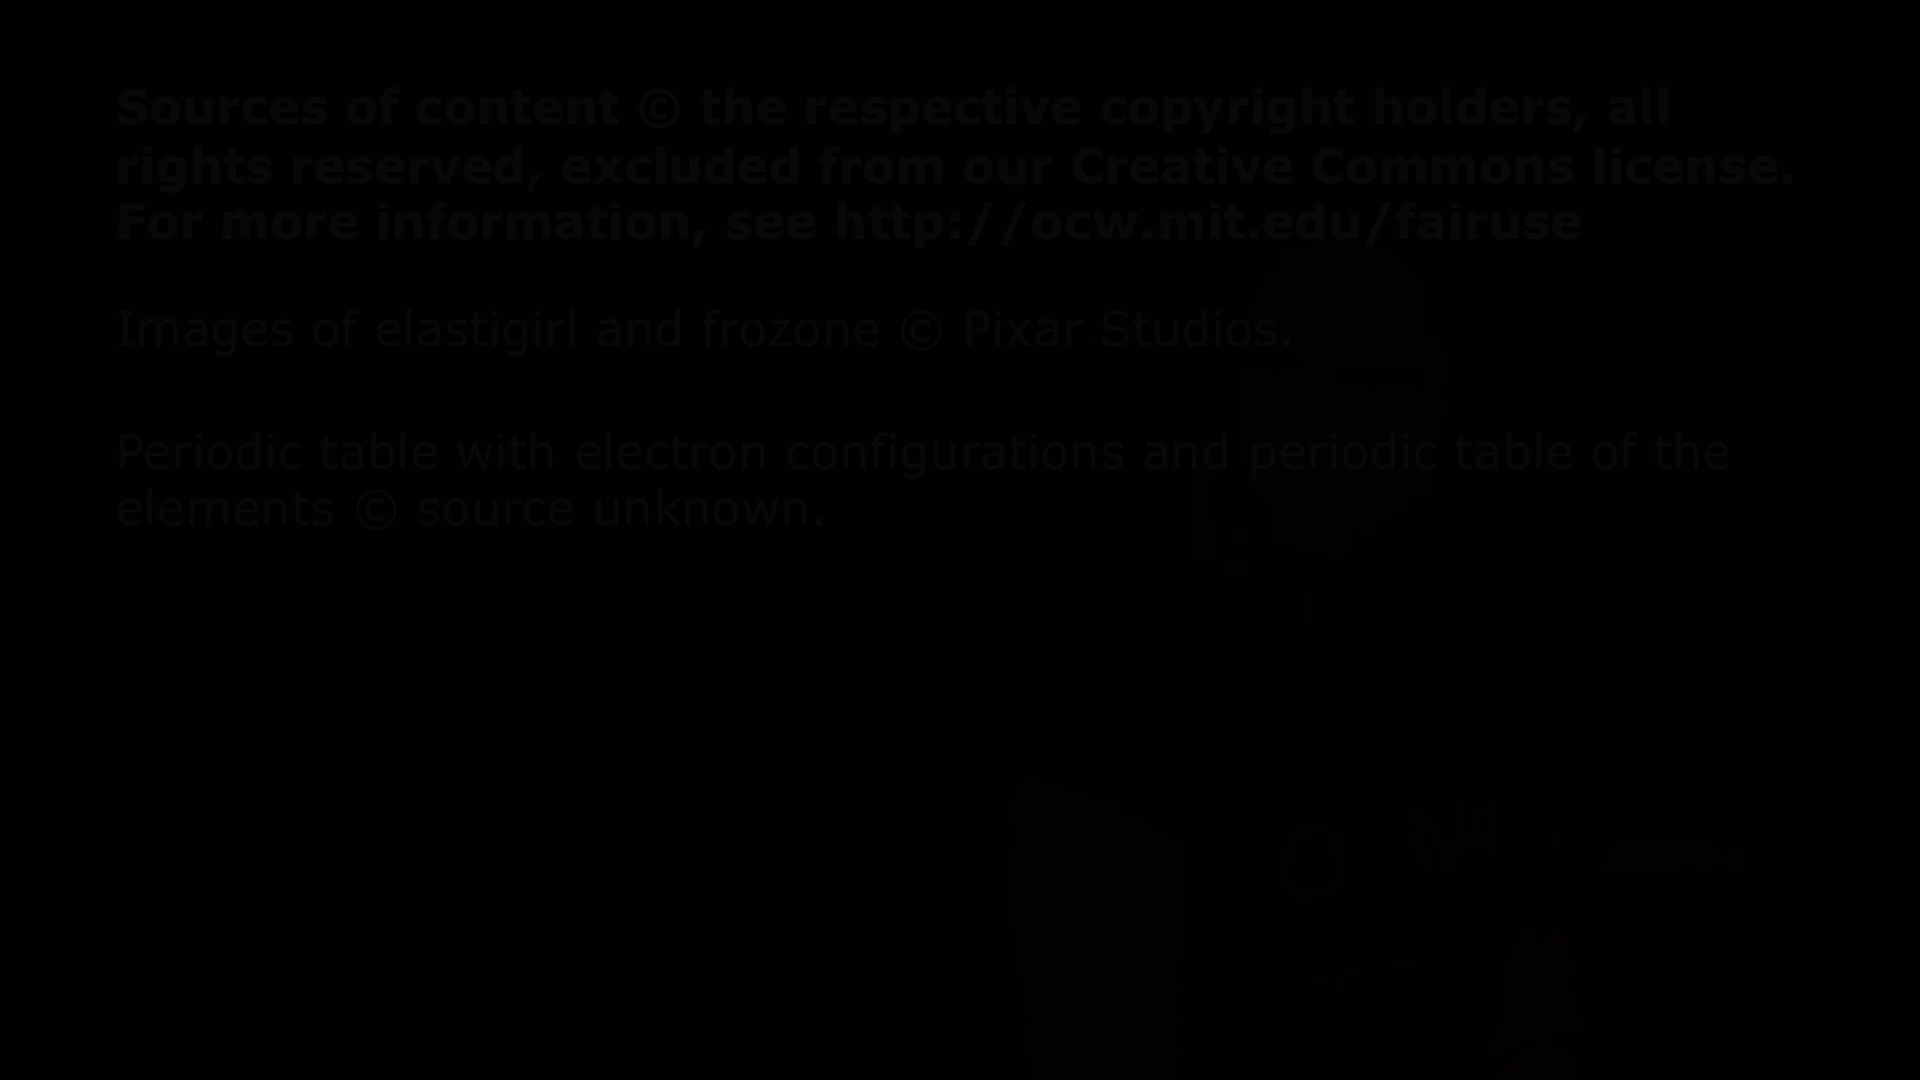 Sources of content © the respective copyright holders, all
rights reserved, excluded from our Creative Commons license.
For more information, see http://ocw.mit.edu/fairuse
Images of elastigirl and frozone © Pixar Studios.
Periodic table with electron configurations and periodic table of the
elements © source unknown.